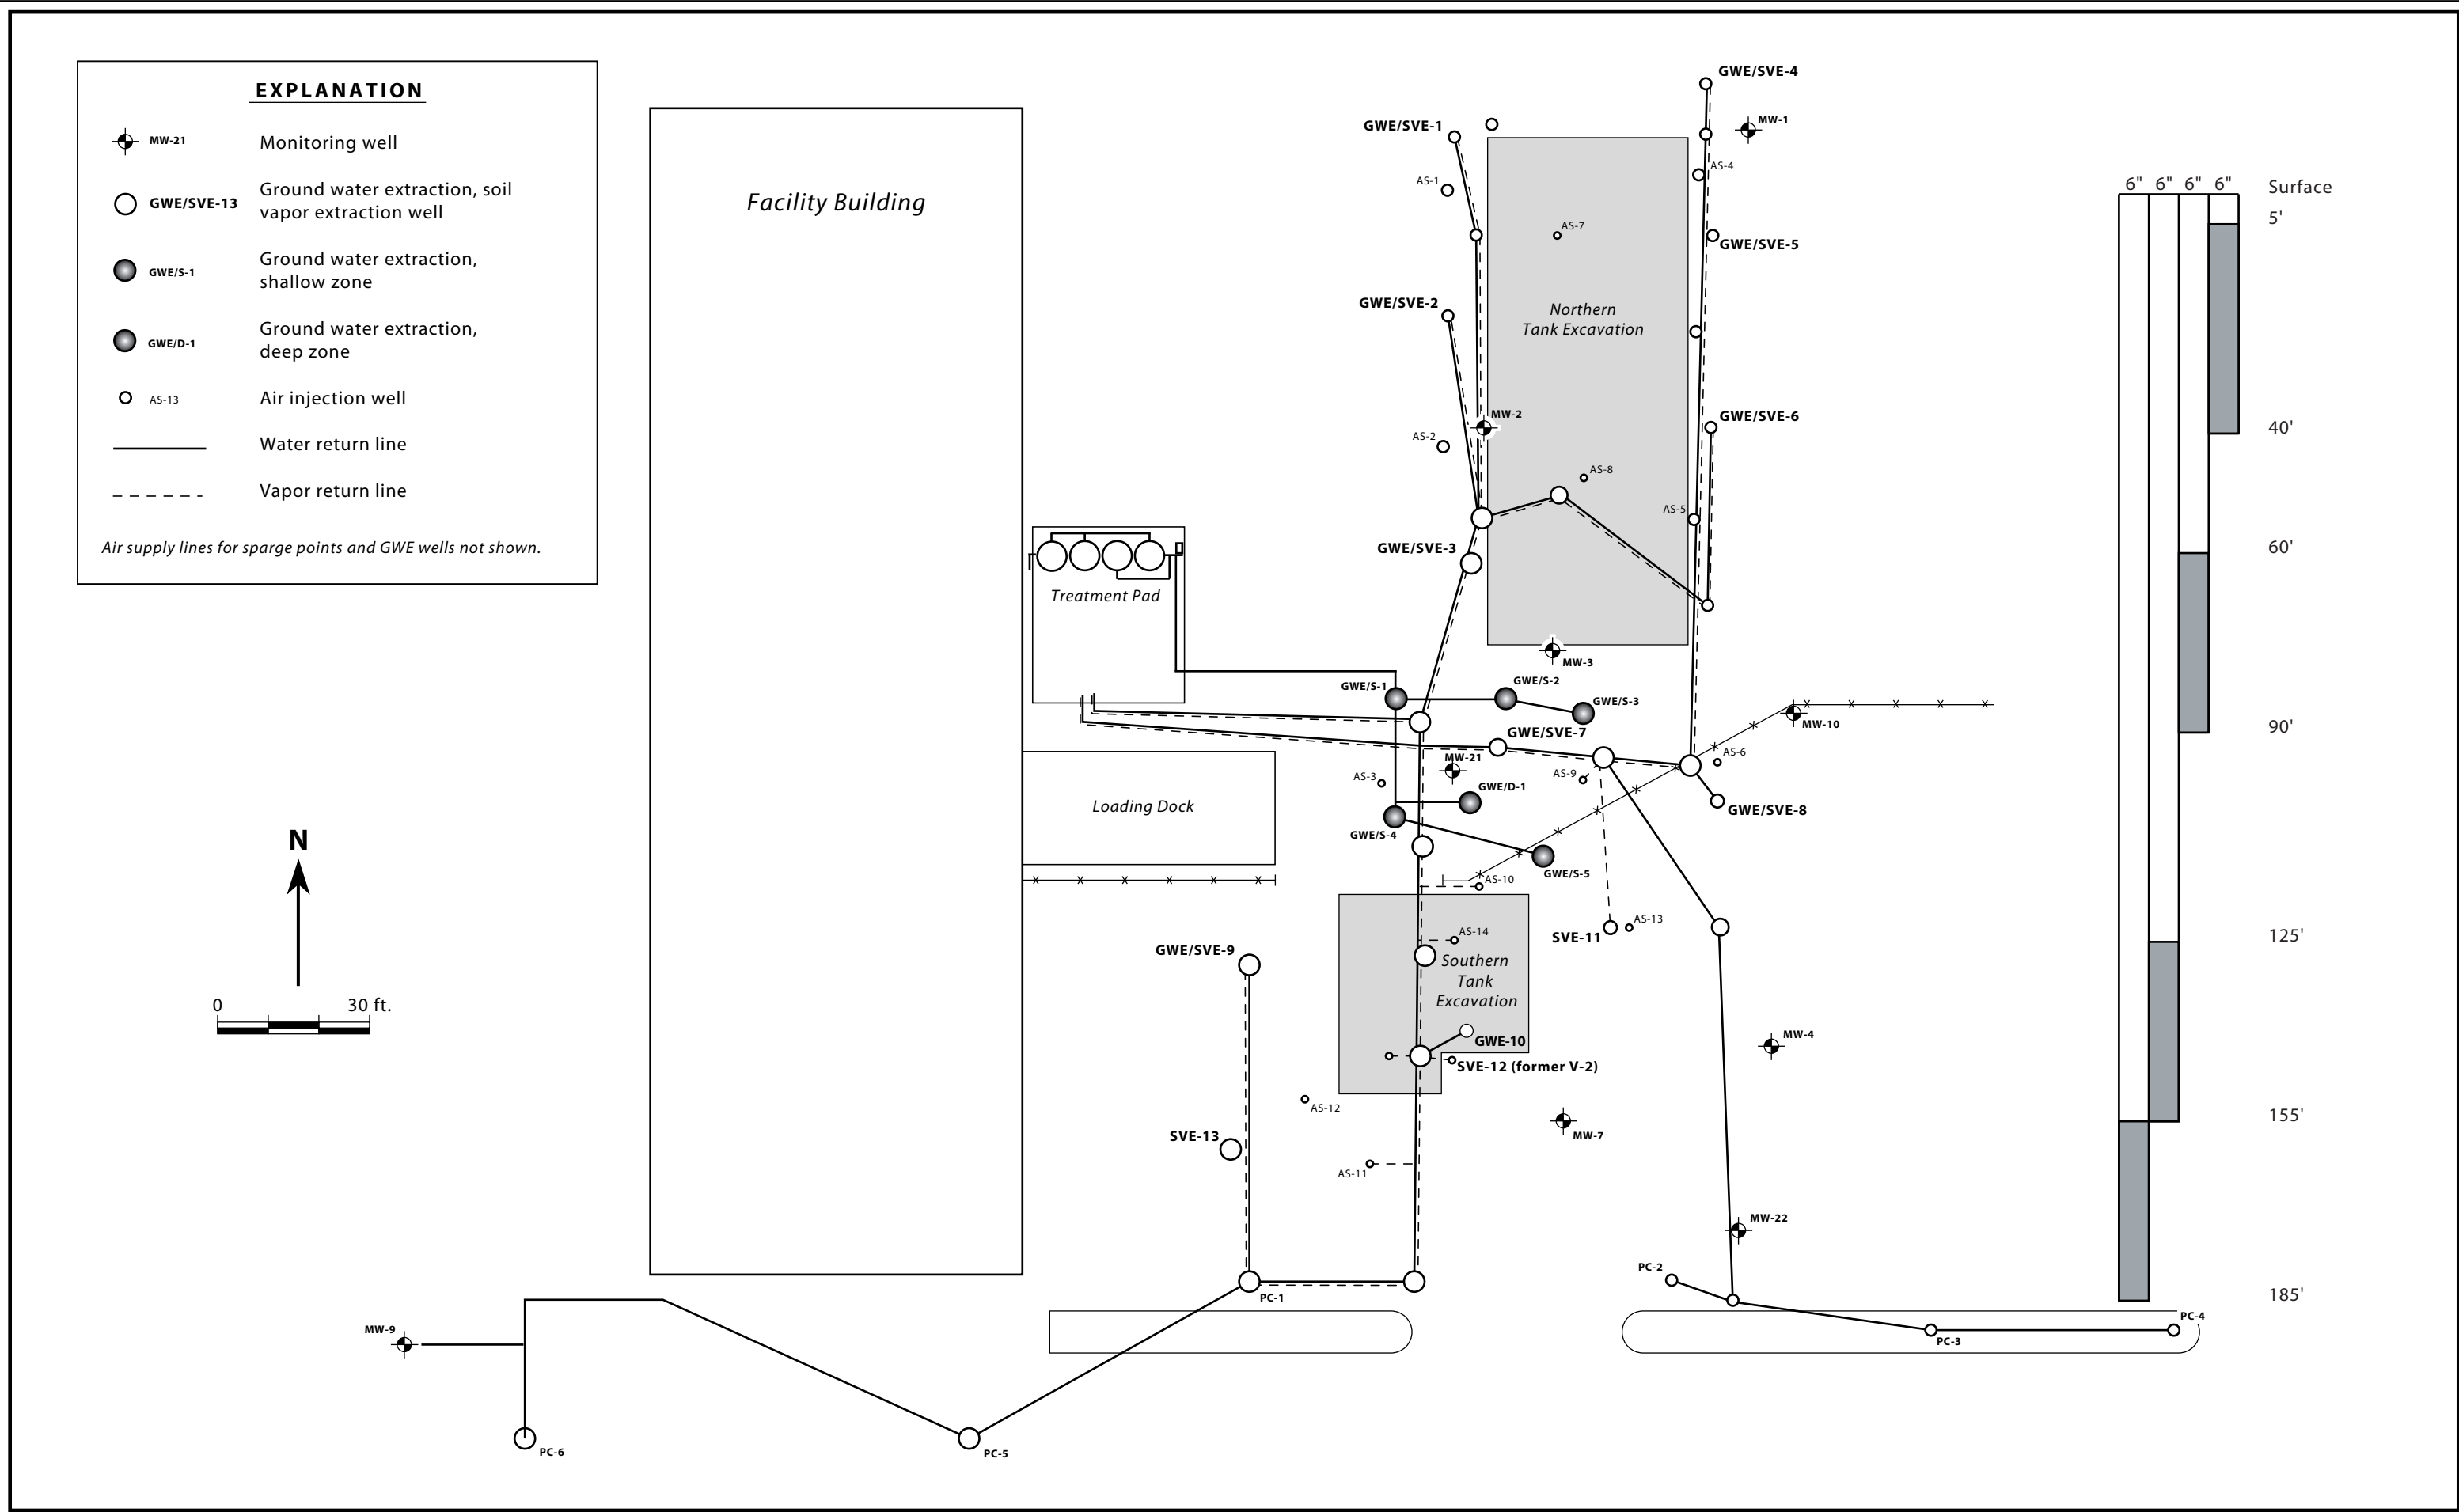 EXPLANATION
MW-21
Monitoring well
GWE/SVE-13
Ground water extraction, soil
vapor extraction well
GWE/S-1
Ground water extraction,
shallow zone
GWE/D-1
Ground water extraction,
deep zone
AS-13
Air injection well
Water return line
Vapor return line
Air supply lines for sparge points and GWE wells not shown.
N
0 30 ft.
Facility Building
Treatment Pad
Loading Dock
GWE/SVE-4
MW-1
GWE/SVE-1
AS-1
AS-4
AS-7
GWE/SVE-5
GWE/SVE-2
Northern
Tank Excavation
MW-2
GWE/SVE-6
AS-2
AS-8
AS-5
GWE/SVE-3
MW-3
GWE/S-1
GWE/S-2
GWE/S-3
MW-10
GWE/SVE-7
MW-21
AS-6
AS-3
AS-9
GWE/D-1
GWE/SVE-8
GWE/S-4
GWE/S-5
AS-10
AS-13
SVE-11
AS-14
GWE/SVE-9
Southern
Tank
Excavation
GWE-10
MW-4
SVE-12 (former V-2)
AS-12
SVE-13
MW-7
AS-11
MW-22
PC-2
PC-1
PC-4
PC-3
MW-9
PC-6
PC-5
6" 6" 6" 6" Surface
5'
40'
60'
90'
125'
155'
185'